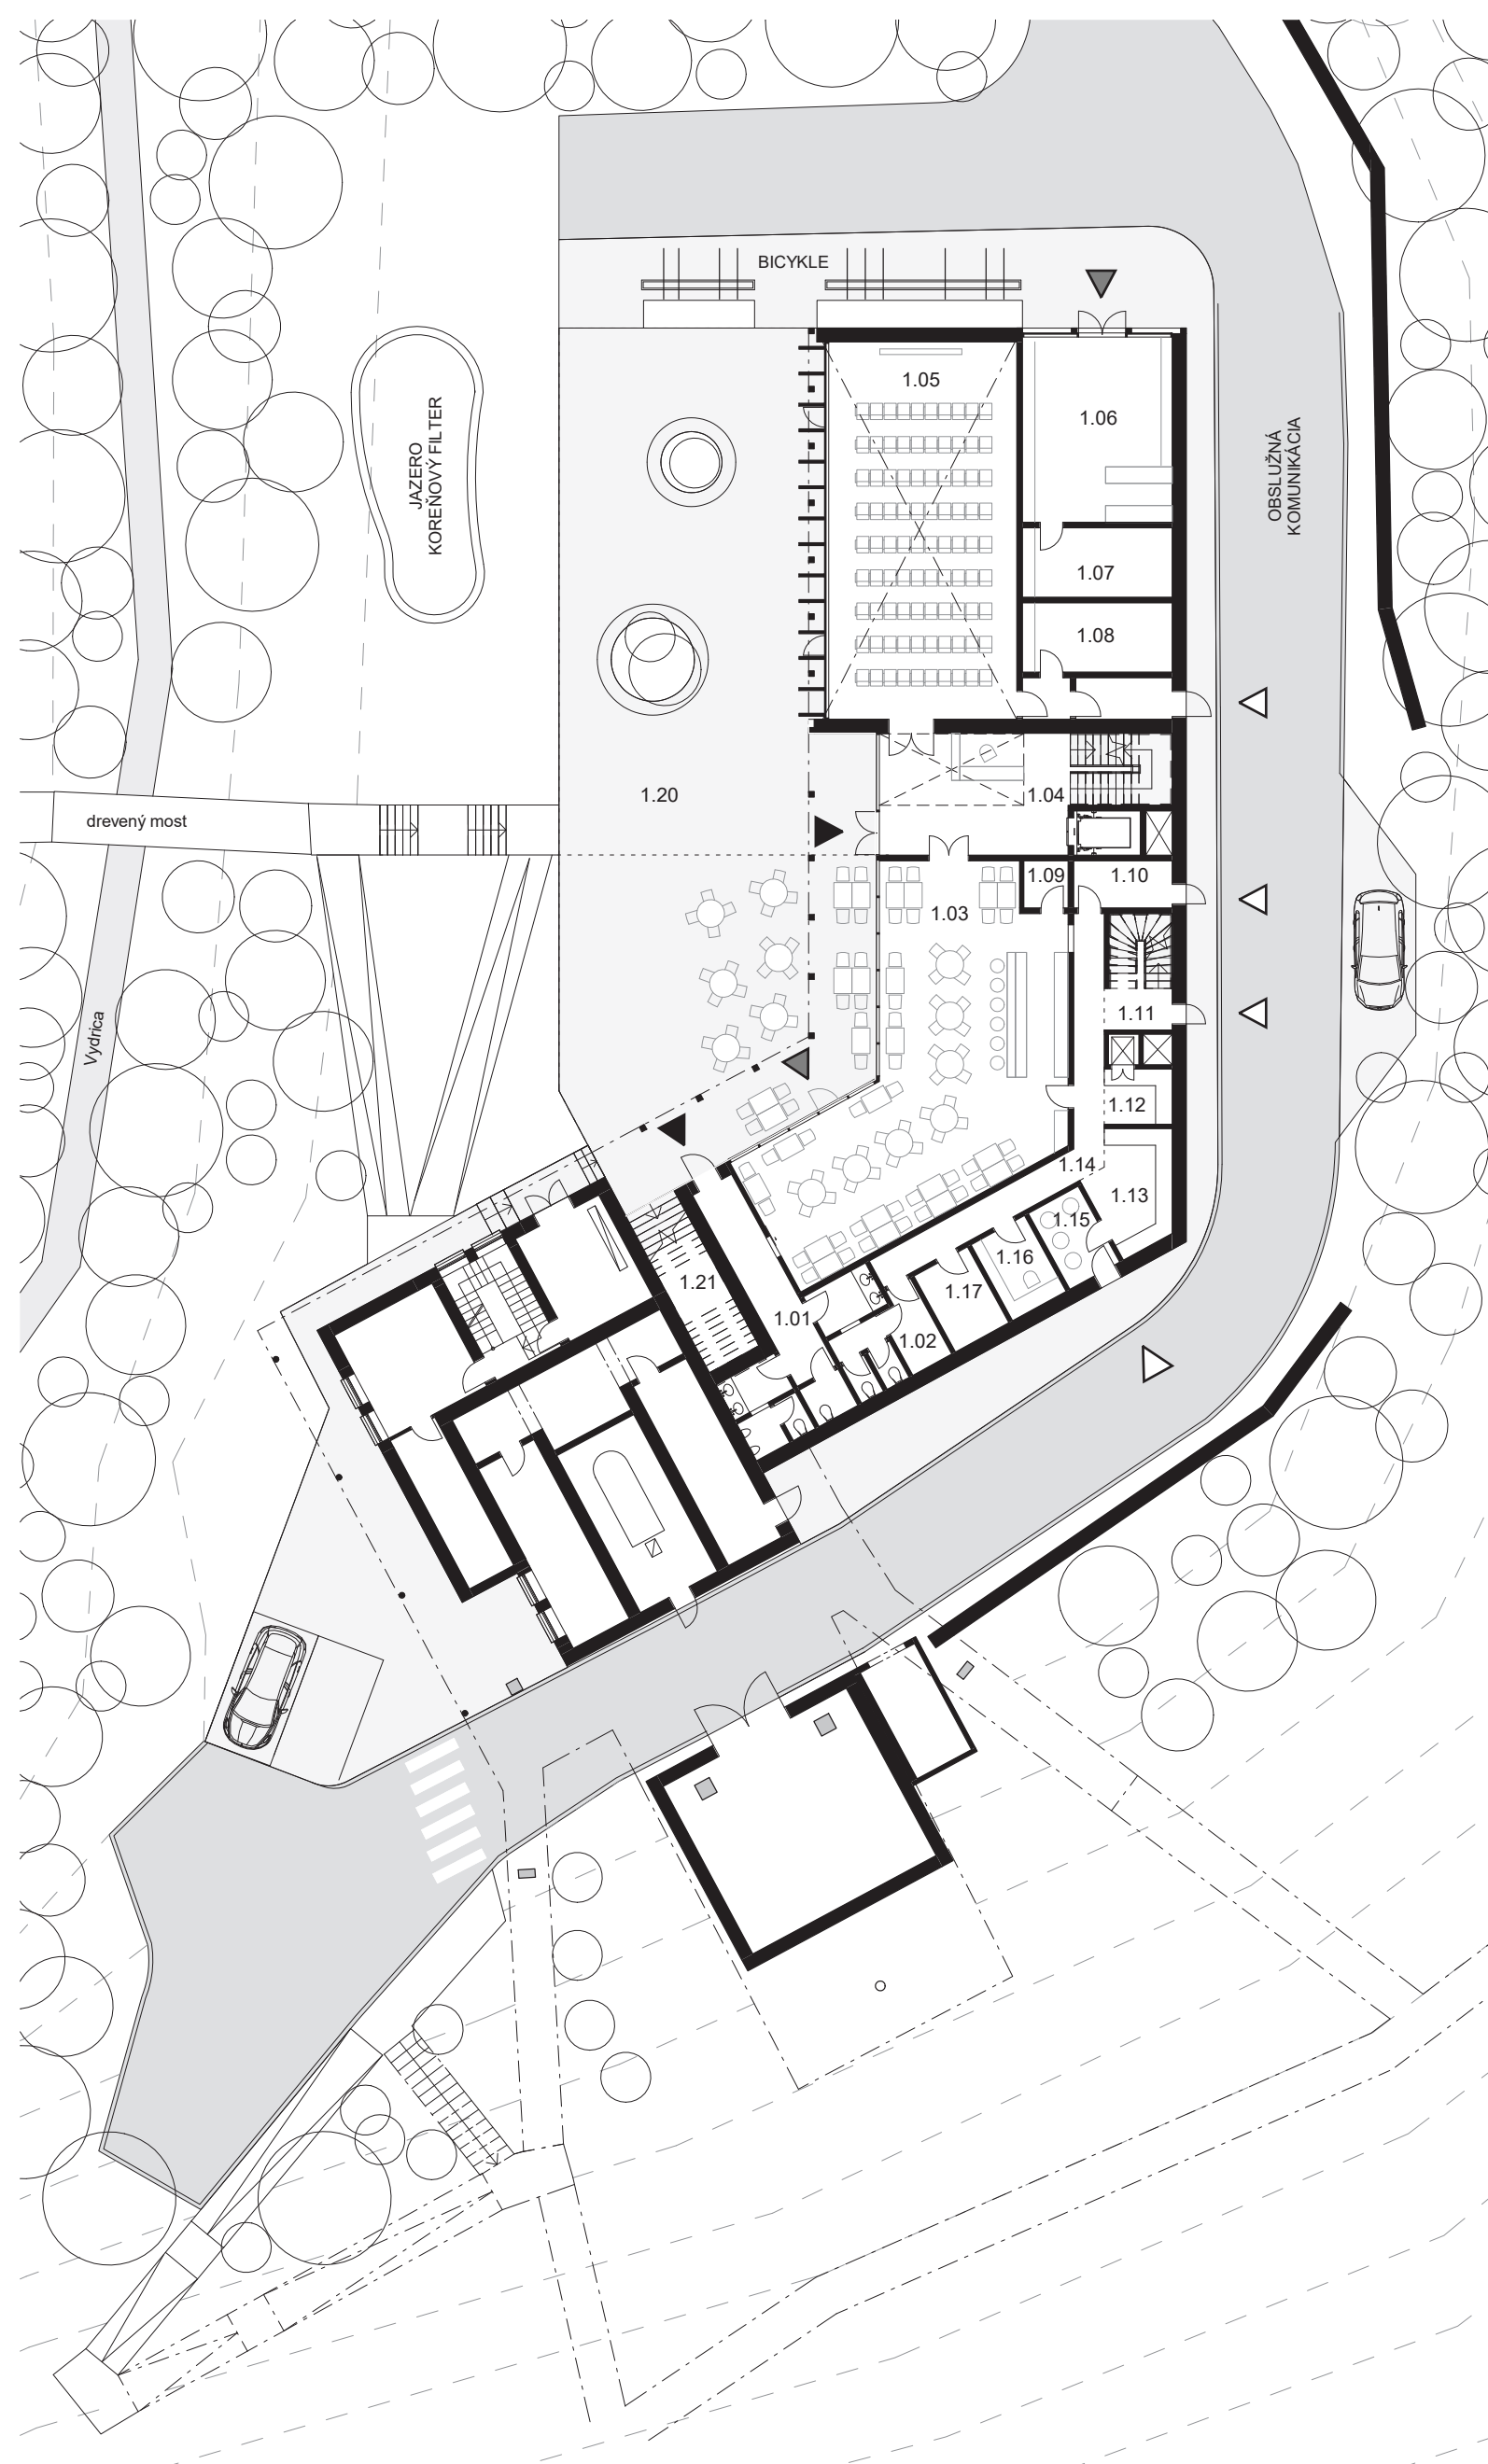 BICYKLE
1.05
1.06
JAZERO
KOREŇOVÝ FILTER
OBSLUŽNÁ
KOMUNIKÁCIA
1.07
1.08
1.20
1.04
drevený most
1.09
1.10
1.03
1.11
Vydrica
1.12
1.14
1.13
1.15
1.16
1.21
1.17
1.01
1.02